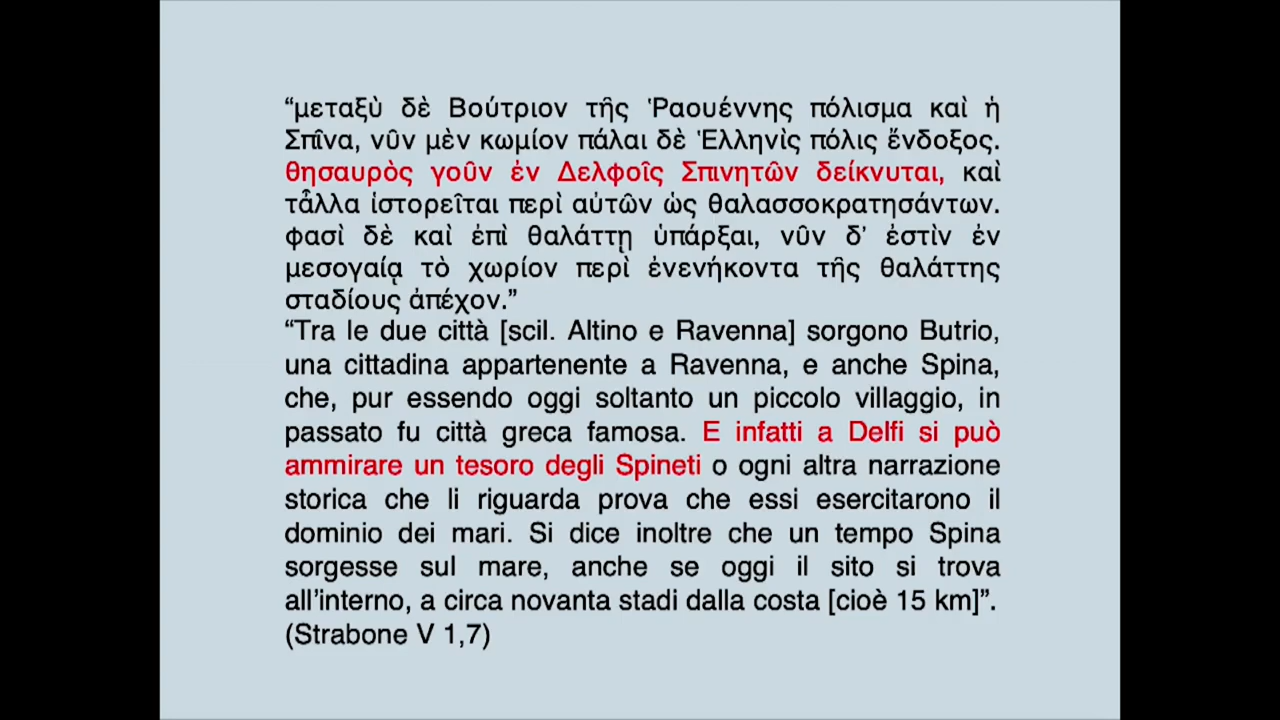 “μεταξὺ δὲ Βούτριον τῆς Ῥαουέννης πόλισμα καὶ ἡ
Σπῖνα, νῦν μὲν κωμίον πάλαι δὲ Ἑλληνὶς πόλις ἔνδοξος.
θησαυρὸς γοῦν ἐν Δελφοῖς Σπινητῶν δείκνυται, καὶ
τἆλλα ἱστορεῖται περὶ αὐτῶν ὡς θαλασσοκρατησάντων.
φασὶ δὲ καὶ ἐπὶ θαλάττῃ ὑπάρξαι, νῦν δ’ ἐστὶν ἐν
μεσογαίᾳ τὸ χωρίον περὶ ἐνενήκοντα τῆς θαλάττης
σταδίους ἀπέχον.”
“Tra le due città [scil. Altino e Ravenna] sorgono Butrio,
una cittadina appartenente a Ravenna, e anche Spina,
che, pur essendo oggi soltanto un piccolo villaggio, in
passato fu città greca famosa. E infatti a Delfi si può
ammirare un tesoro degli Spineti o ogni altra narrazione
storica che li riguarda prova che essi esercitarono il
dominio dei mari. Si dice inoltre che un tempo Spina
sorgesse sul mare, anche se oggi il sito si trova
all’interno, a circa novanta stadi dalla costa [cioè 15 km]”.
(Strabone V 1,7)